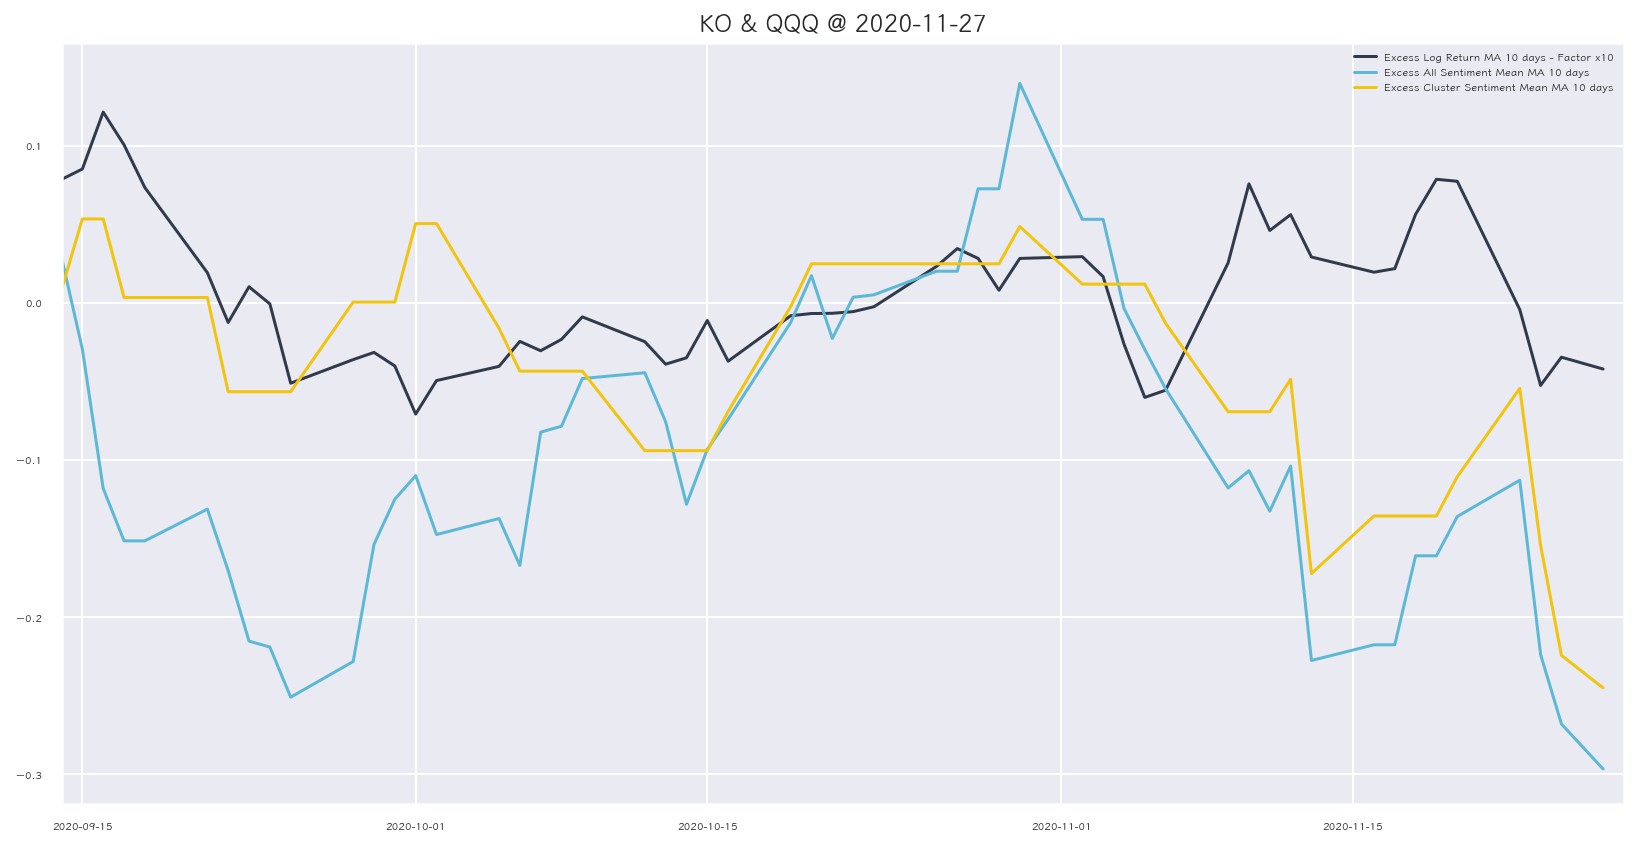 KO & QQQ @ 2020-11-27
Excess Log Return MA 10 days - Factor x10
Excess All Sentiment Mean MA 10 days
Excess Cluster Sentiment Mean MA 10 days
0.1
0.0
−0.1
−0.2
−0.3
2020-09-15
2020-10-01
2020-10-15
2020-11-01
2020-11-15